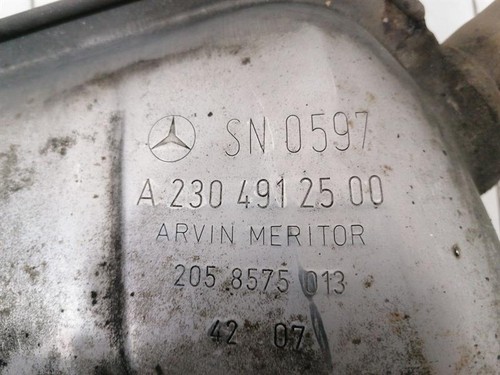 SN 0597
A 230 491 25 00
ARVIN MERITOR
205 8575 013
42 07